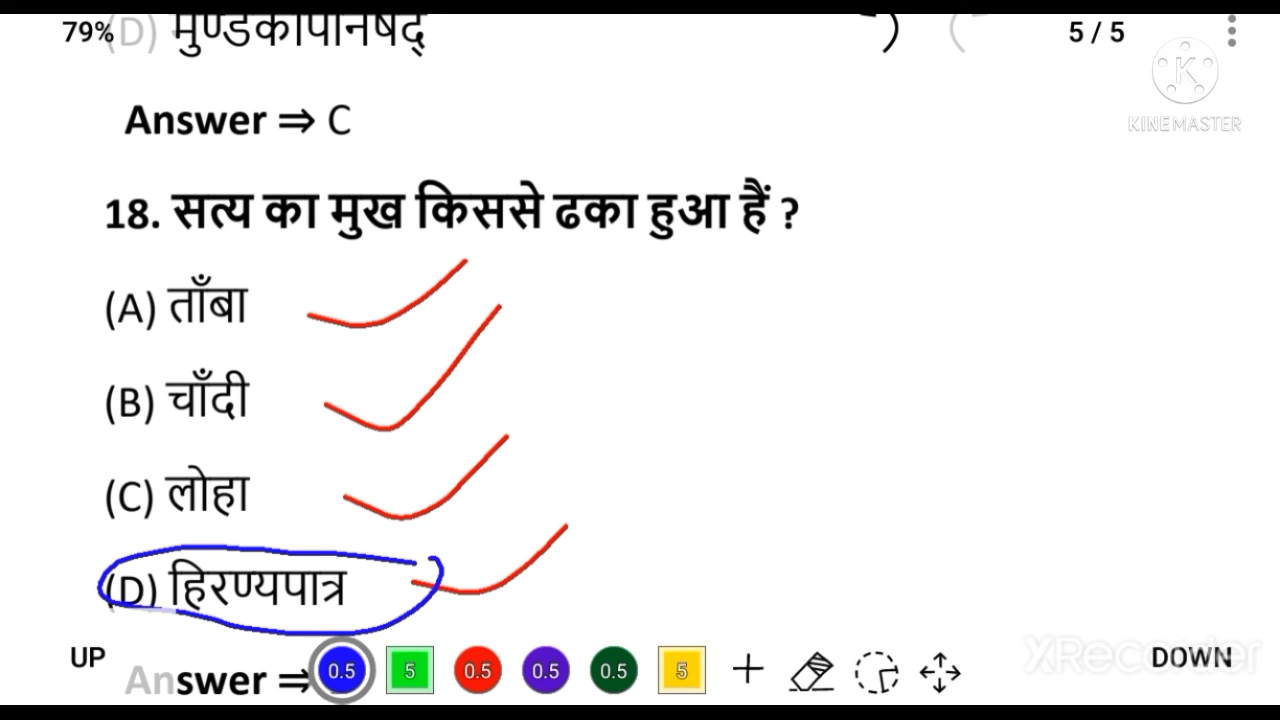 79% (D) मुण्डकोपनिषद् 5 / 5
KINEMASTER
Answer ⇒ C
18. सत्य का मुख किससे ढका हुआ हैं ?
(A) ताँबा
(B) चाँदी
(C) लोहा
(D) हिरण्यपात्र
UP
Answer ⇒ 0.5 5 0.5 0.5 0.5 5
XRecorder
DOWN